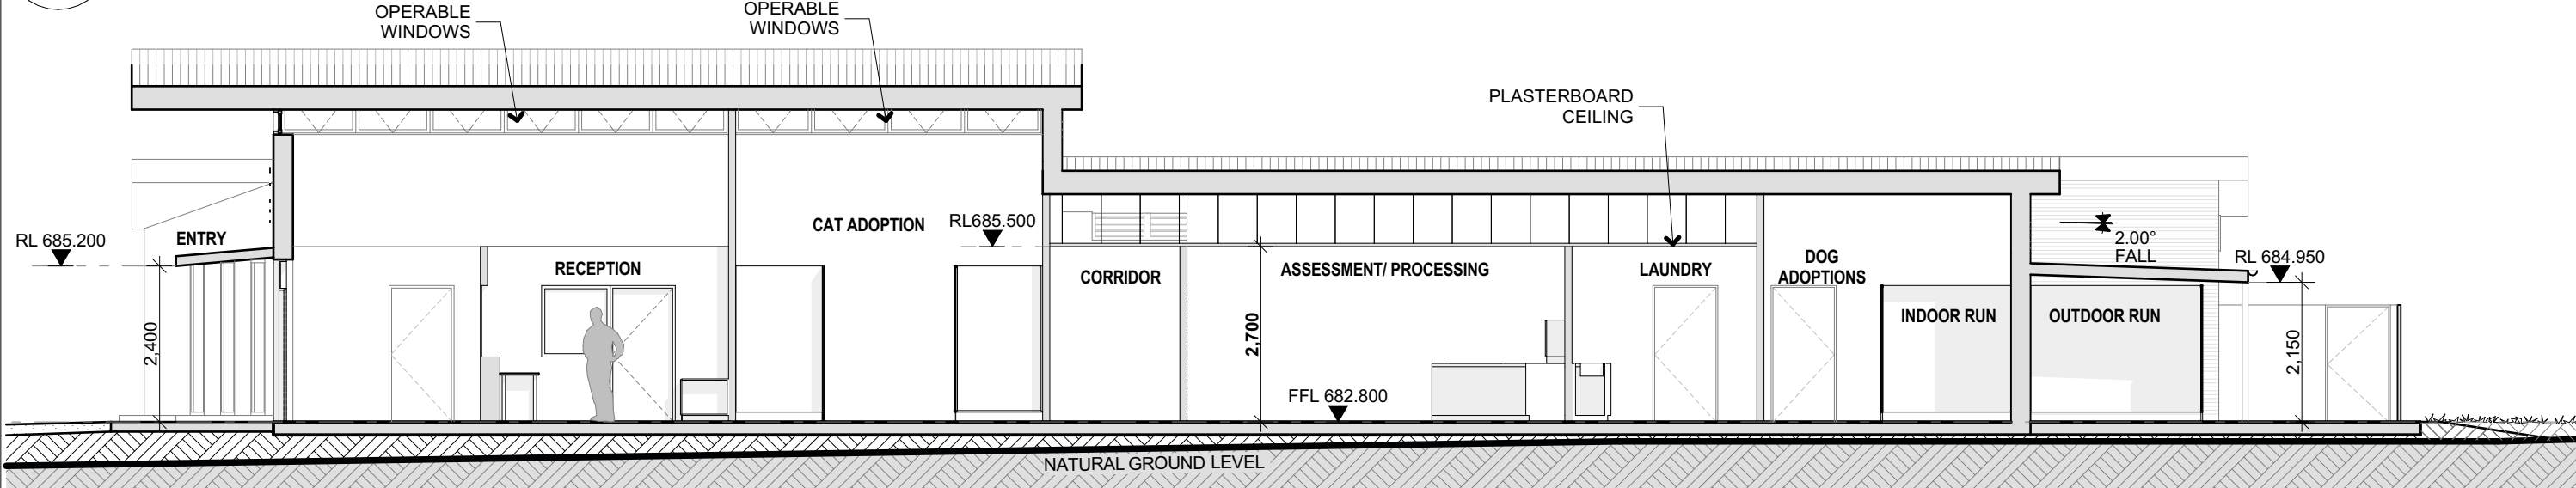 OPERABLE
WINDOWS
OPERABLE
WINDOWS
PLASTERBOARD
CEILING
RL 685.200
ENTRY
RECEPTION
CAT ADOPTION
RL685.500
CORRIDOR
ASSESSMENT/ PROCESSING
LAUNDRY
DOG
ADOPTIONS
INDOOR RUN
OUTDOOR RUN
2.00°
FALL
RL 684.950
2,400
2,700
FFL 682.800
2,150
NATURAL GROUND LEVEL